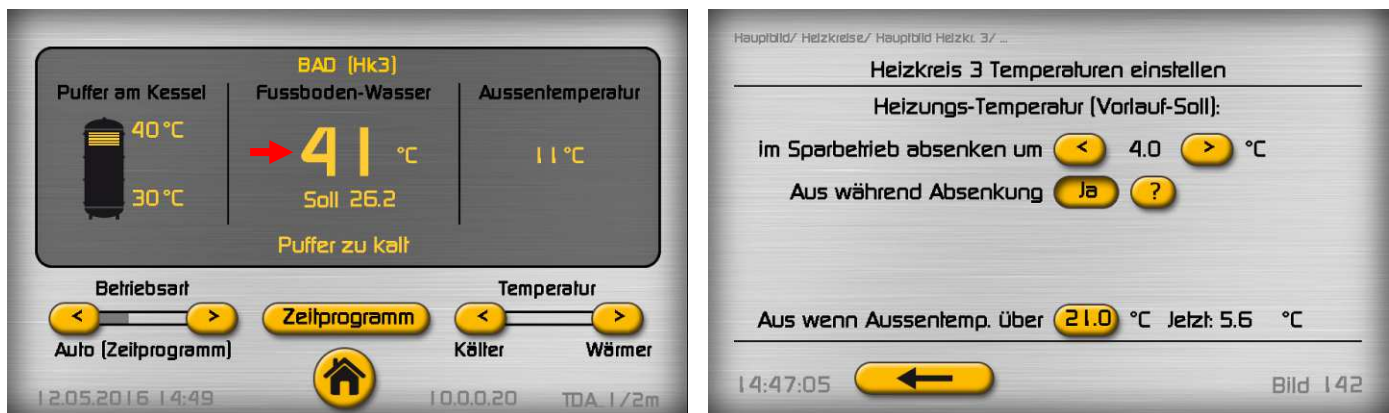 BAD (Hk3)
Puffer am Kessel
Fussboden-Wasser
Aussentemperatur
40°C
30°C
41 °C
Soll 26.2
11°C
Puffer zu kalt
Betriebsart
< >
Auto (Zeitprogramm)
Zeitprogramm
Temperatur
< >
Kälter Wärmer
12.05.2016 14:49
10.0.0.20
TDA_1/2m
Hauptbild/ Heizkreise/ Hauptbild Heizkr. 3/ ...
Heizkreis 3 Temperaturen einstellen
Heizungs-Temperatur (Vorlauf-Soll):
im Sparbetrieb absenken um < 4.0 > °C
Aus während Absenkung Ja ?
Aus wenn Aussentemp. über 21.0 °C Jetzt: 5.6 °C
14:47:05
Bild 142